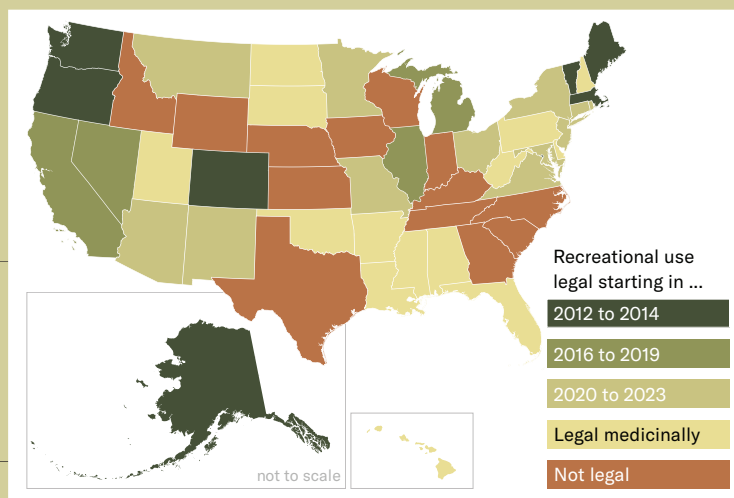 Recreational use
legal starting in ...
2012 to 2014
2016 to 2019
2020 to 2023
Legal medicinally
Not legal
not to scale